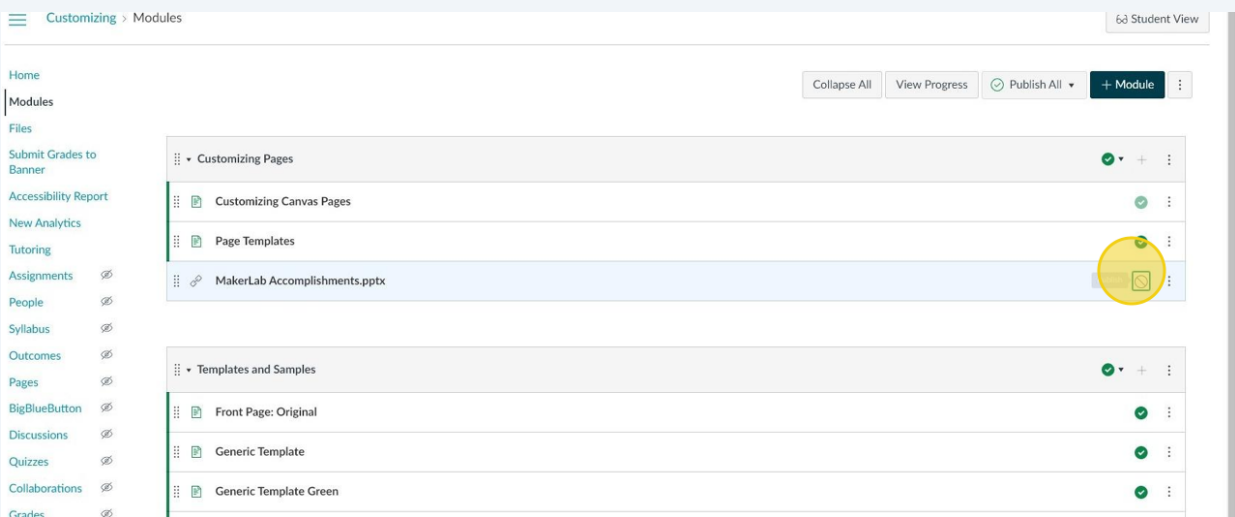 Customizing > Modules
Student View
Home
Modules
Files
Submit Grades to
Banner
Accessibility Report
New Analytics
Tutoring
Assignments
People
Syllabus
Outcomes
Pages
BigBlueButton
Discussions
Quizzes
Collaborations
Grades
Collapse All
View Progress
Publish All
+ Module
Customizing Pages
Customizing Canvas Pages
Page Templates
MakerLab Accomplishments.pptx
Templates and Samples
Front Page: Original
Generic Template
Generic Template Green